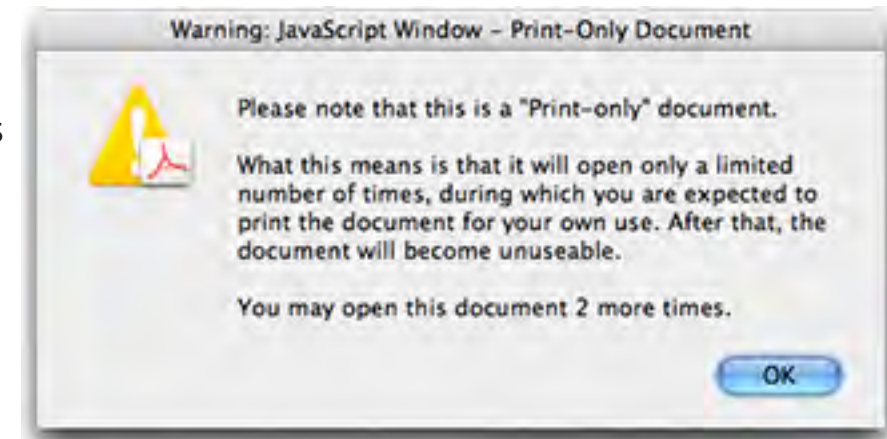 Warning: JavaScript Window – Print-Only Document
Please note that this is a "Print-only" document.
What this means is that it will open only a limited
number of times, during which you are expected to
print the document for your own use. After that, the
document will become unuseable.
You may open this document 2 more times.
OK